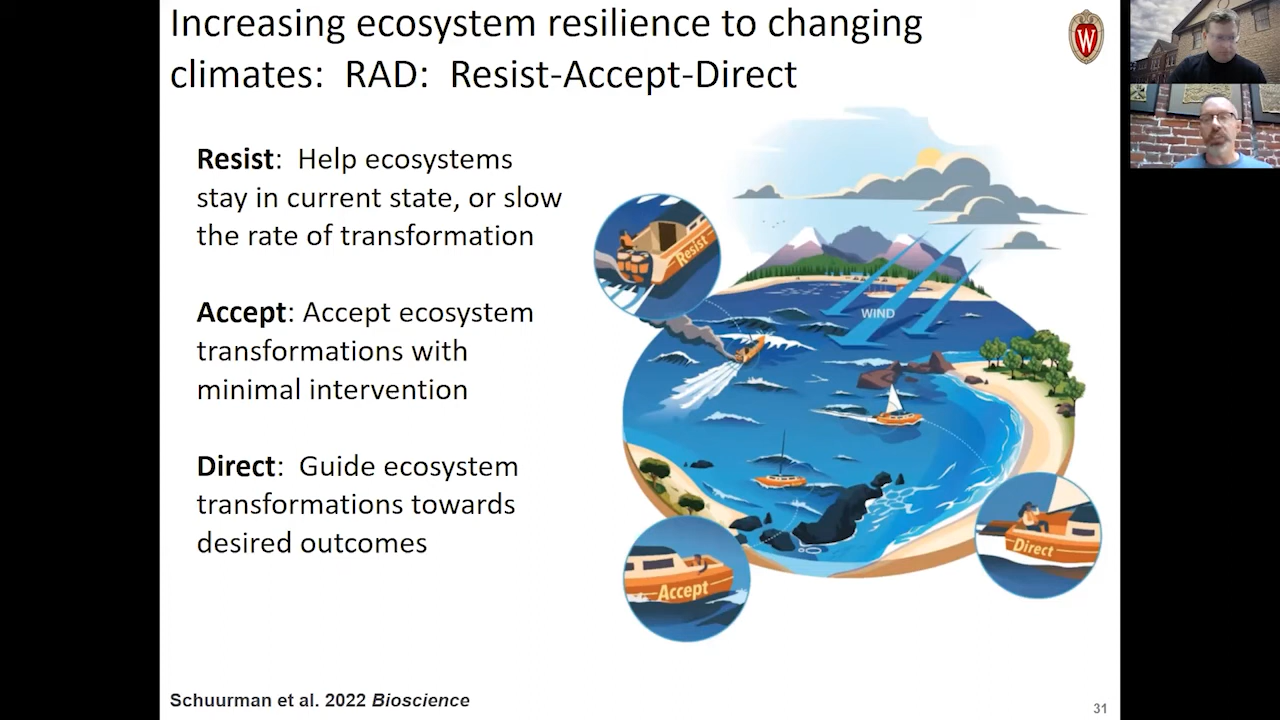 Increasing ecosystem resilience to changing
climates: RAD: Resist-Accept-Direct
W
Resist: Help ecosystems
stay in current state, or slow
the rate of transformation
Accept: Accept ecosystem
transformations with
minimal intervention
Direct: Guide ecosystem
transformations towards
desired outcomes
Resist
WIND
Direct
Accept
Schuurman et al. 2022 Bioscience
31